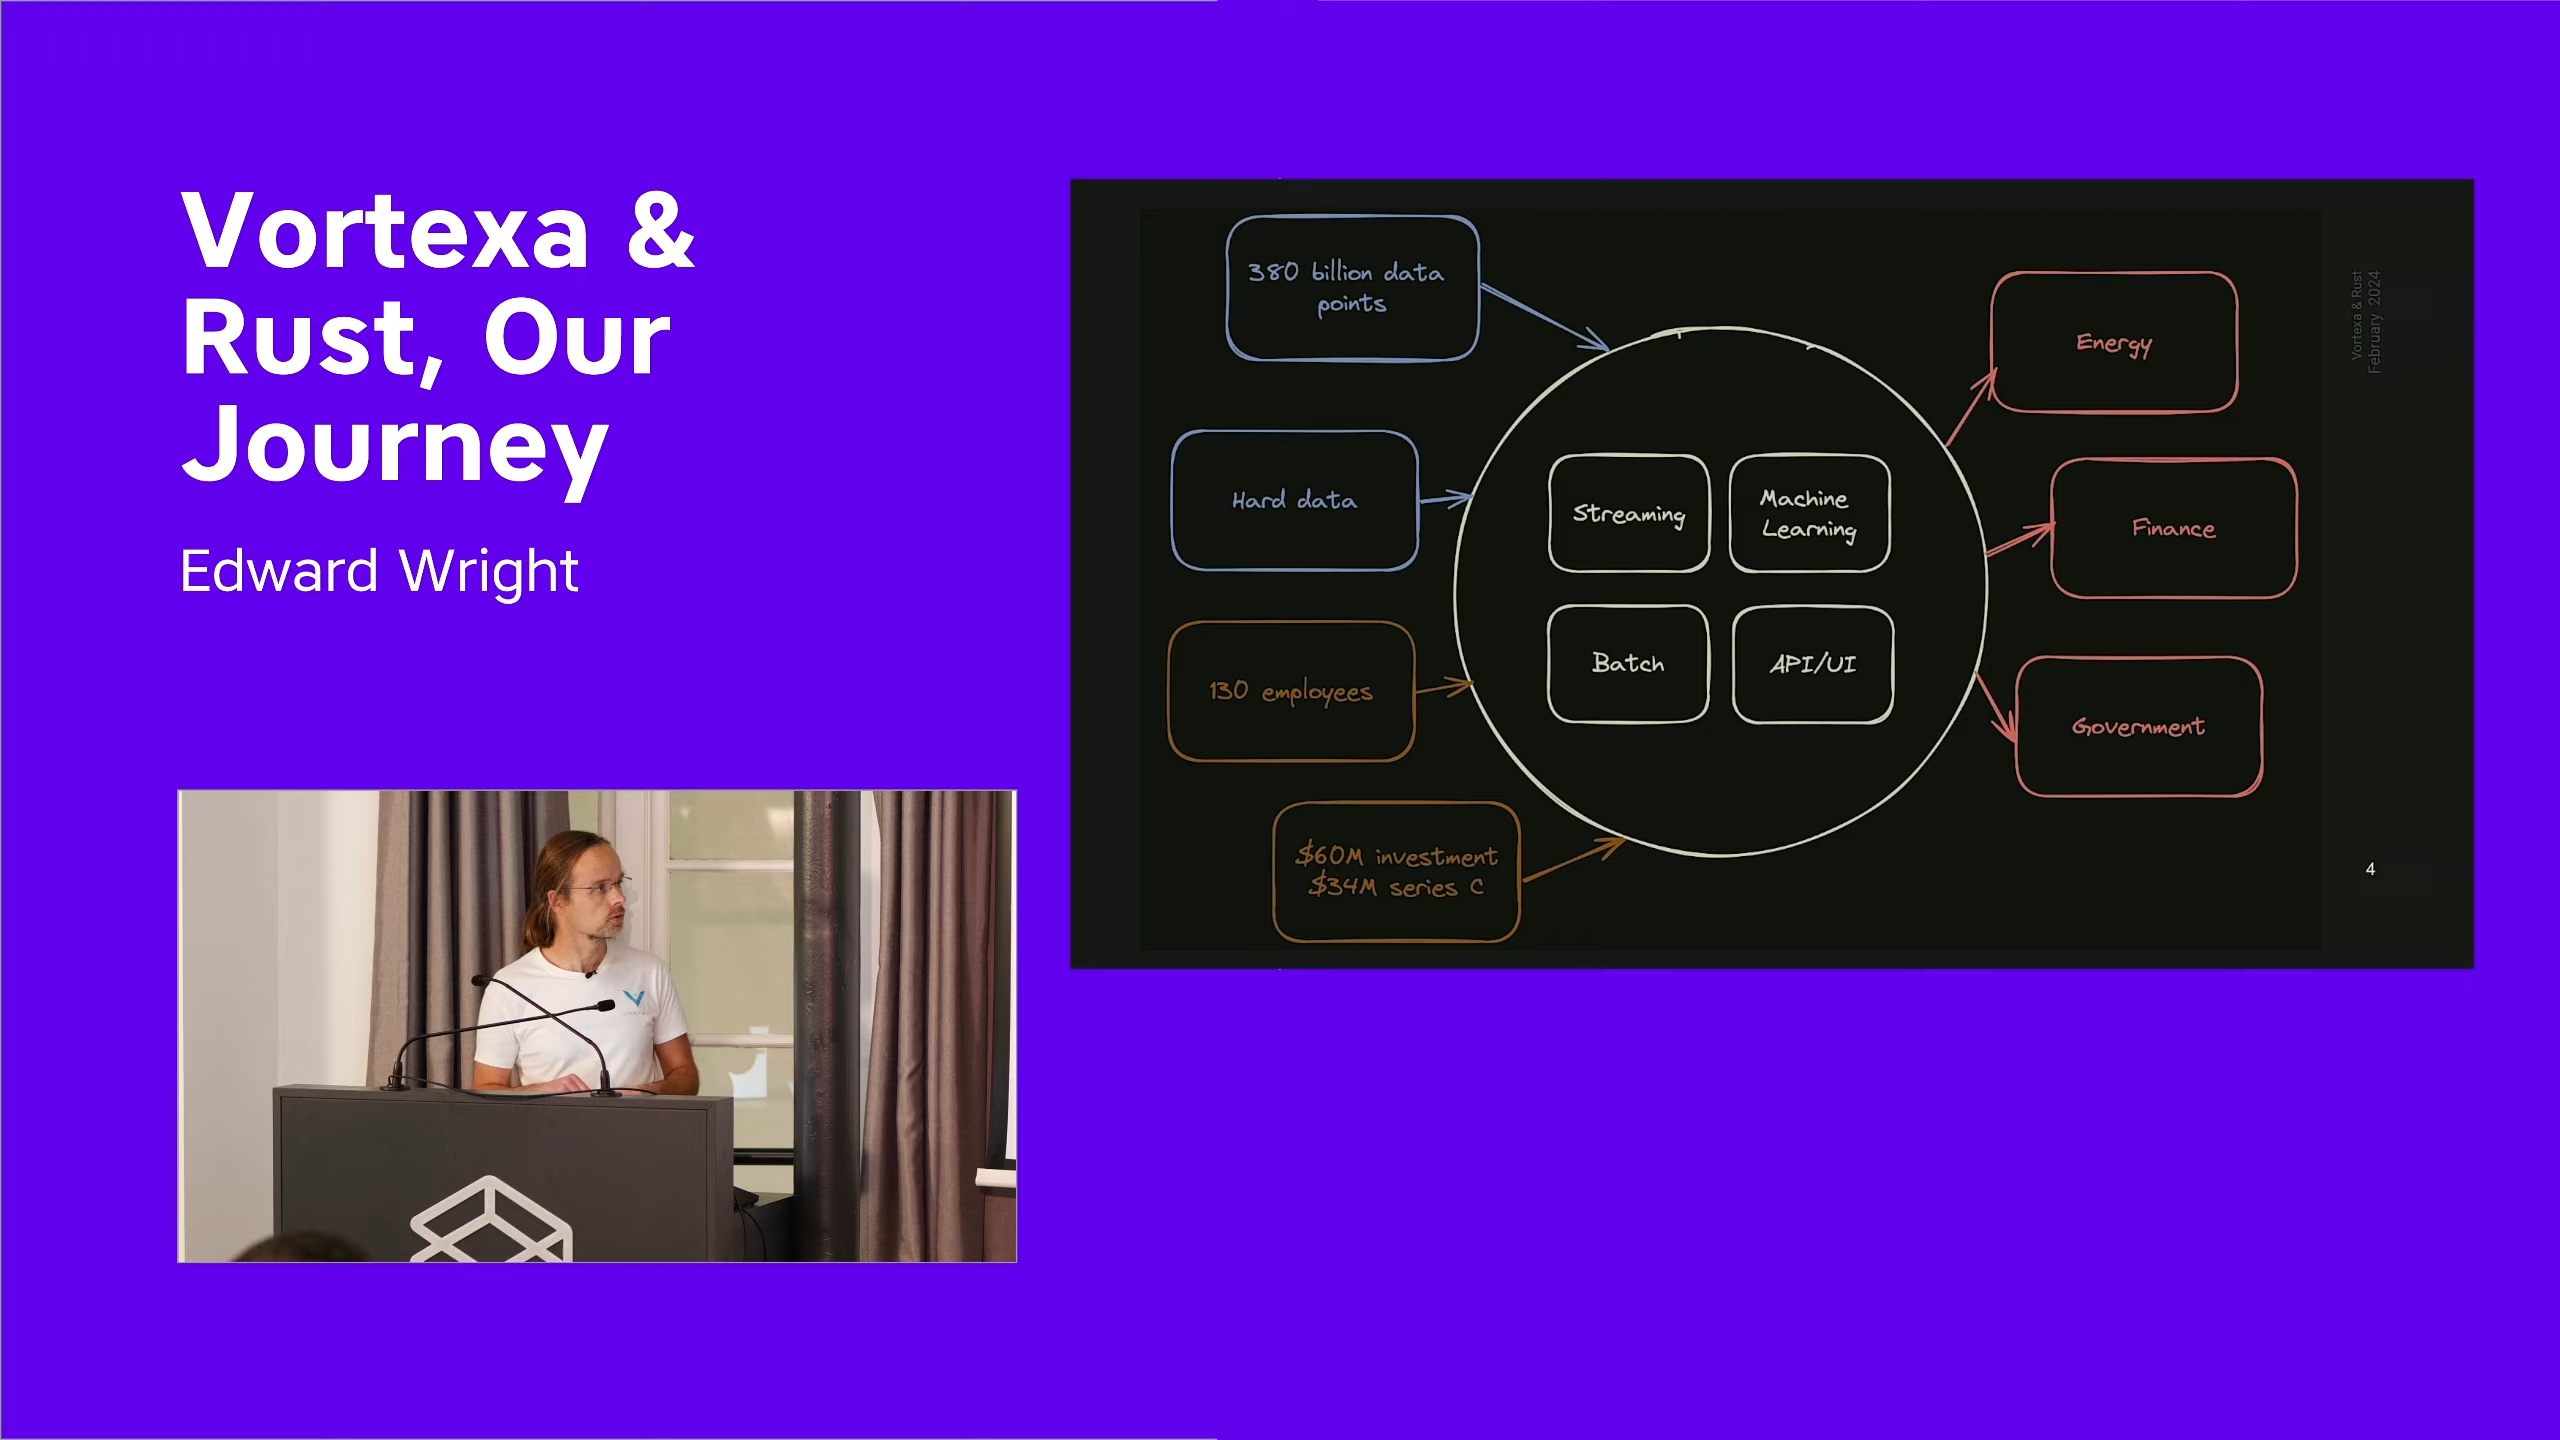 Vortexa &
Rust, Our
Journey
Edward Wright
380 billion data
points
Hard data
130 employees
$60M investment
$34M series C
Streaming
Machine
Learning
Batch
API/UI
Energy
Finance
Government
Vortexa & Rust
February 2024
4